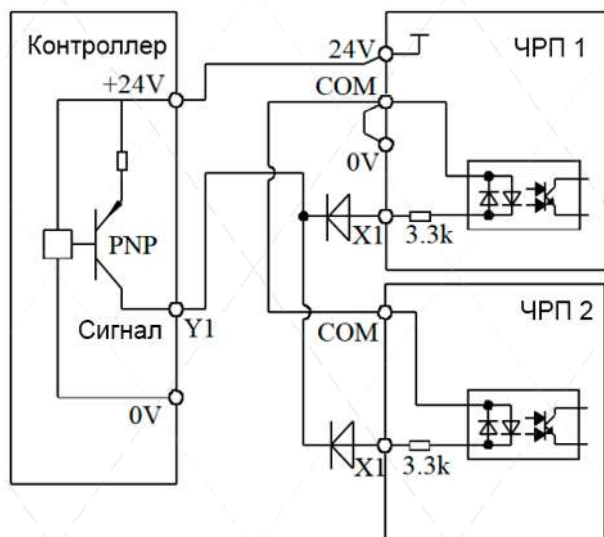 Контроллер
+24V
PNP
Сигнал
Y1
0V
ЧРП 1
24V
COM
0V
X1
3.3k
ЧРП 2
COM
X1
3.3k